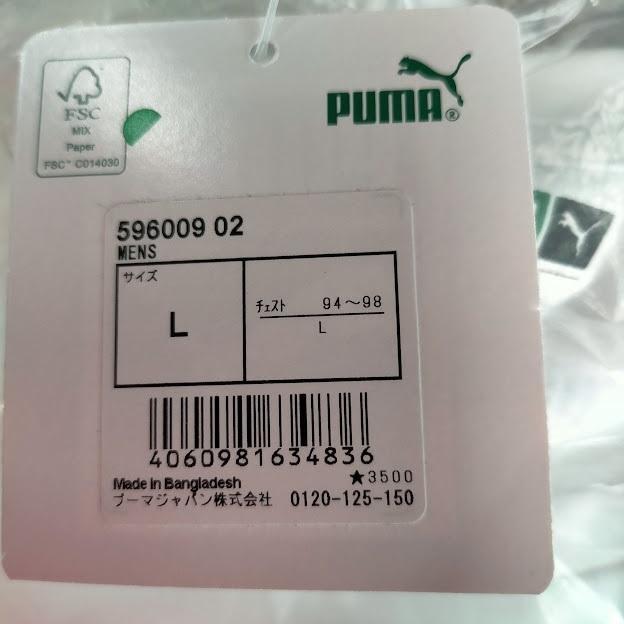 FSC
MIX
Paper
FSC™ C014030
PUMA®
596009 02
MENS
サイズ
L
ﾁｪｽﾄ 94～98
L
4060981634836
★3500
Made in Bangladesh
プーマジャパン株式会社 0120-125-150